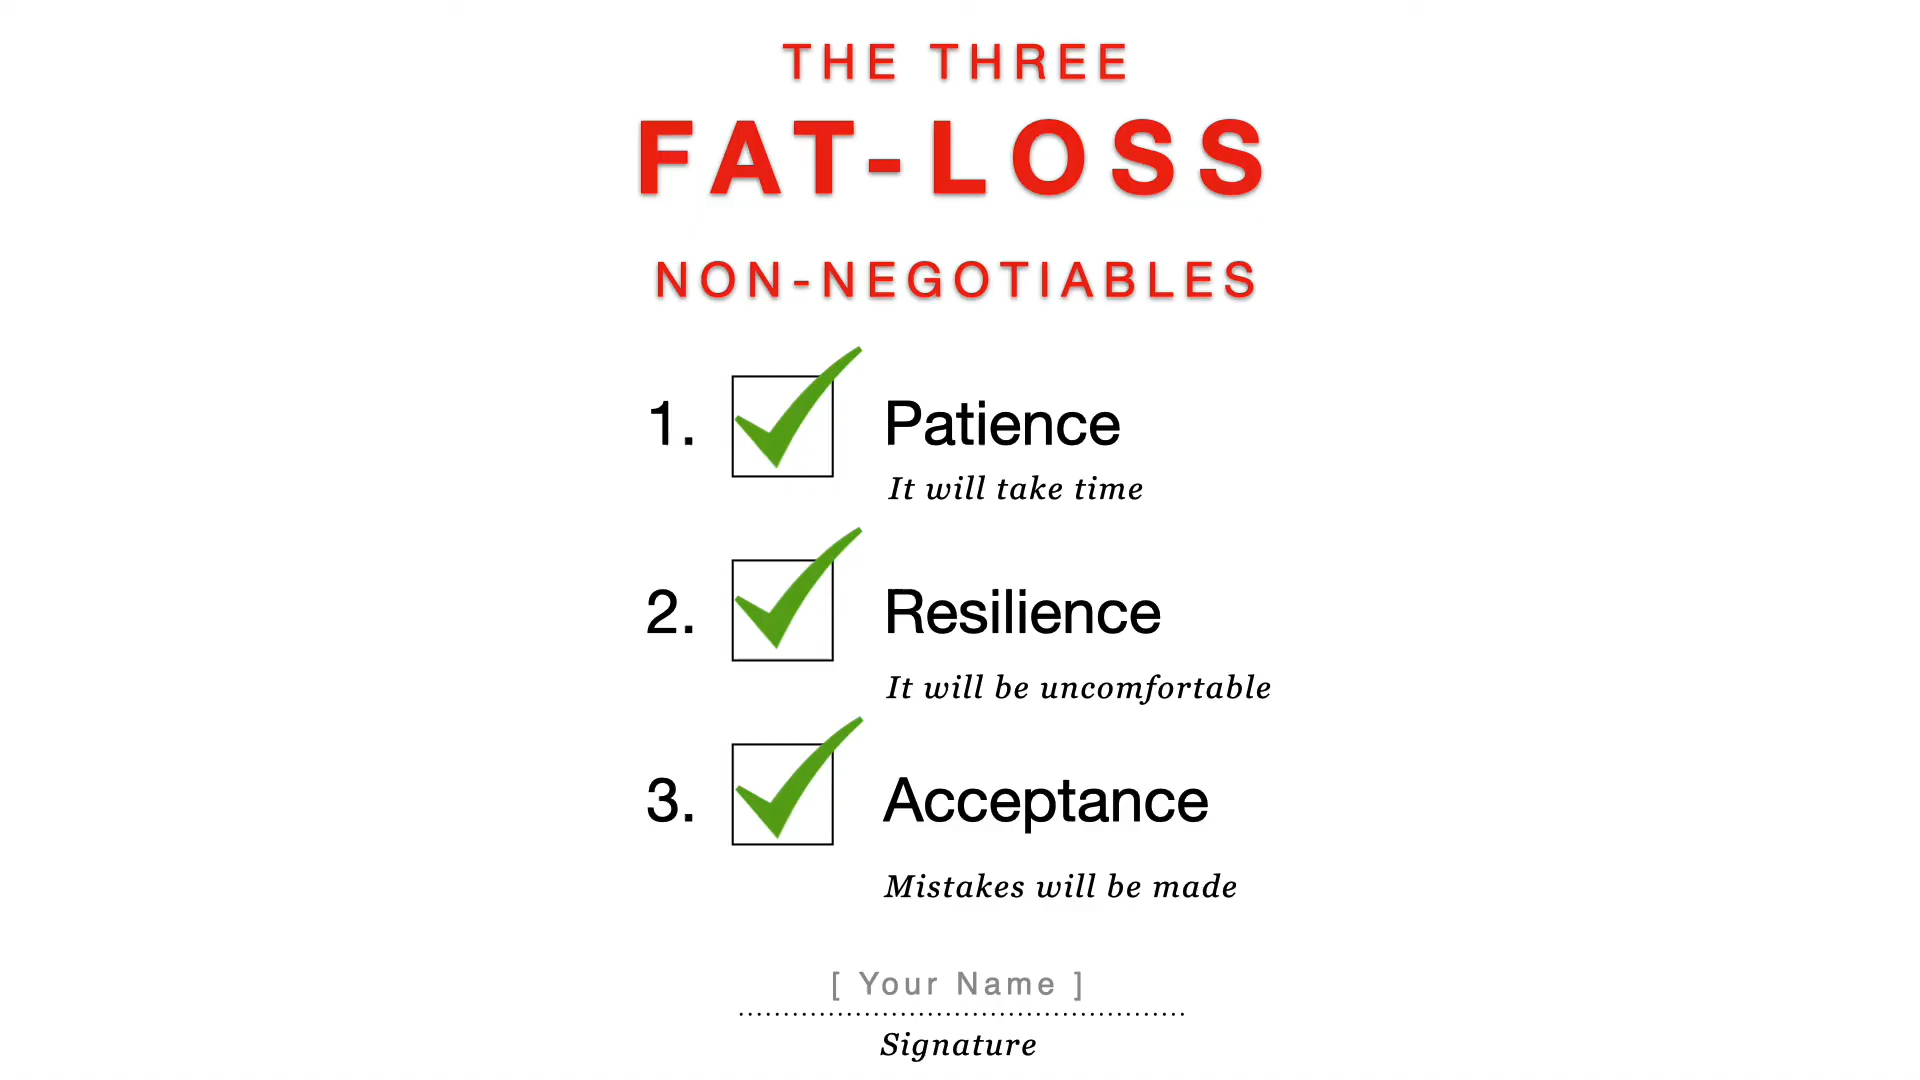 THE THREE
FAT-LOSS
NON-NEGOTIABLES
1. Patience
It will take time
2. Resilience
It will be uncomfortable
3. Acceptance
Mistakes will be made
[ Your Name ]
Signature